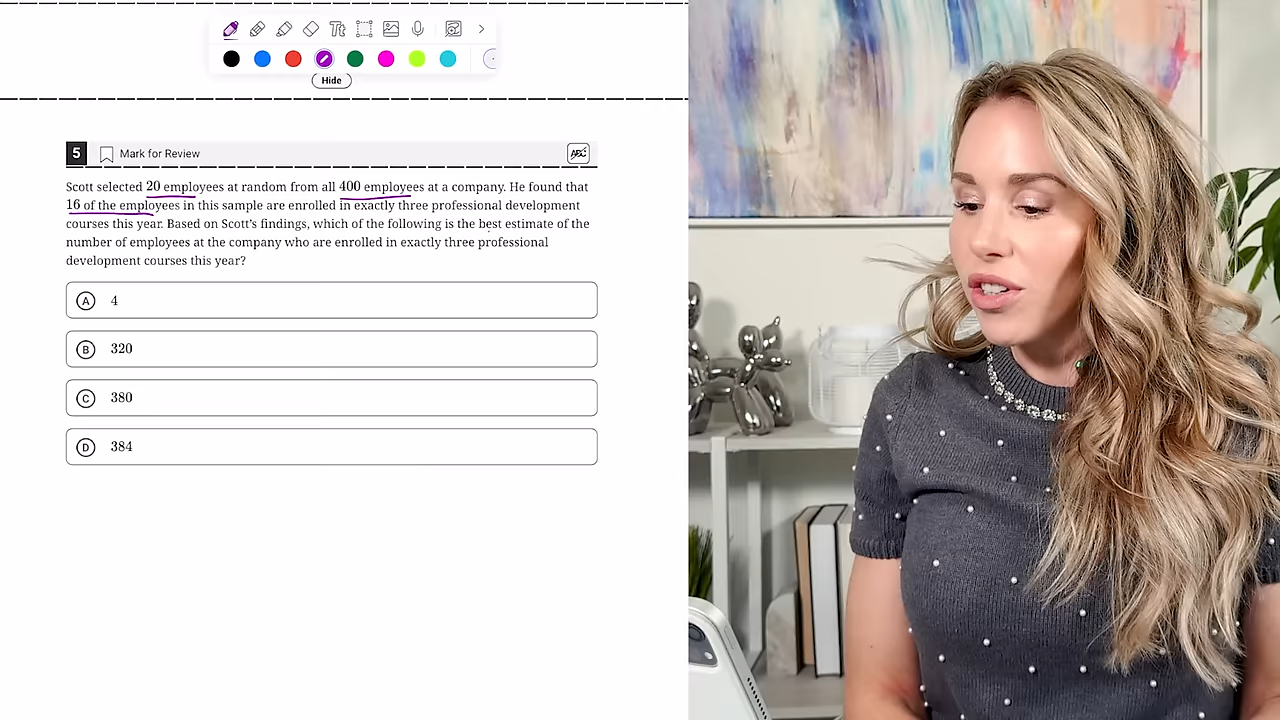 Tt
Hide
5 Mark for Review ABC
Scott selected 20 employees at random from all 400 employees at a company. He found that
16 of the employees in this sample are enrolled in exactly three professional development
courses this year. Based on Scott's findings, which of the following is the best estimate of the
number of employees at the company who are enrolled in exactly three professional
development courses this year?
A 4
B 320
C 380
D 384